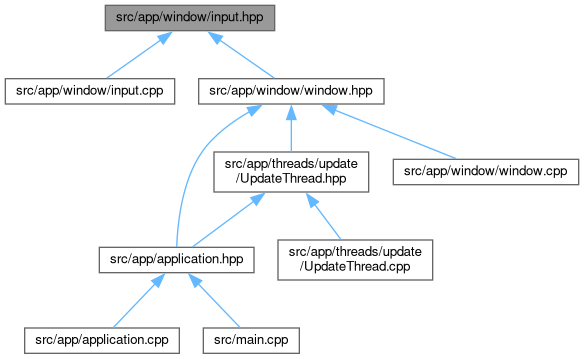 src/app/window/input.hpp
src/app/window/input.cpp
src/app/window/window.hpp
src/app/threads/update
/UpdateThread.hpp
src/app/window/window.cpp
src/app/application.hpp
src/app/threads/update
/UpdateThread.cpp
src/app/application.cpp
src/main.cpp